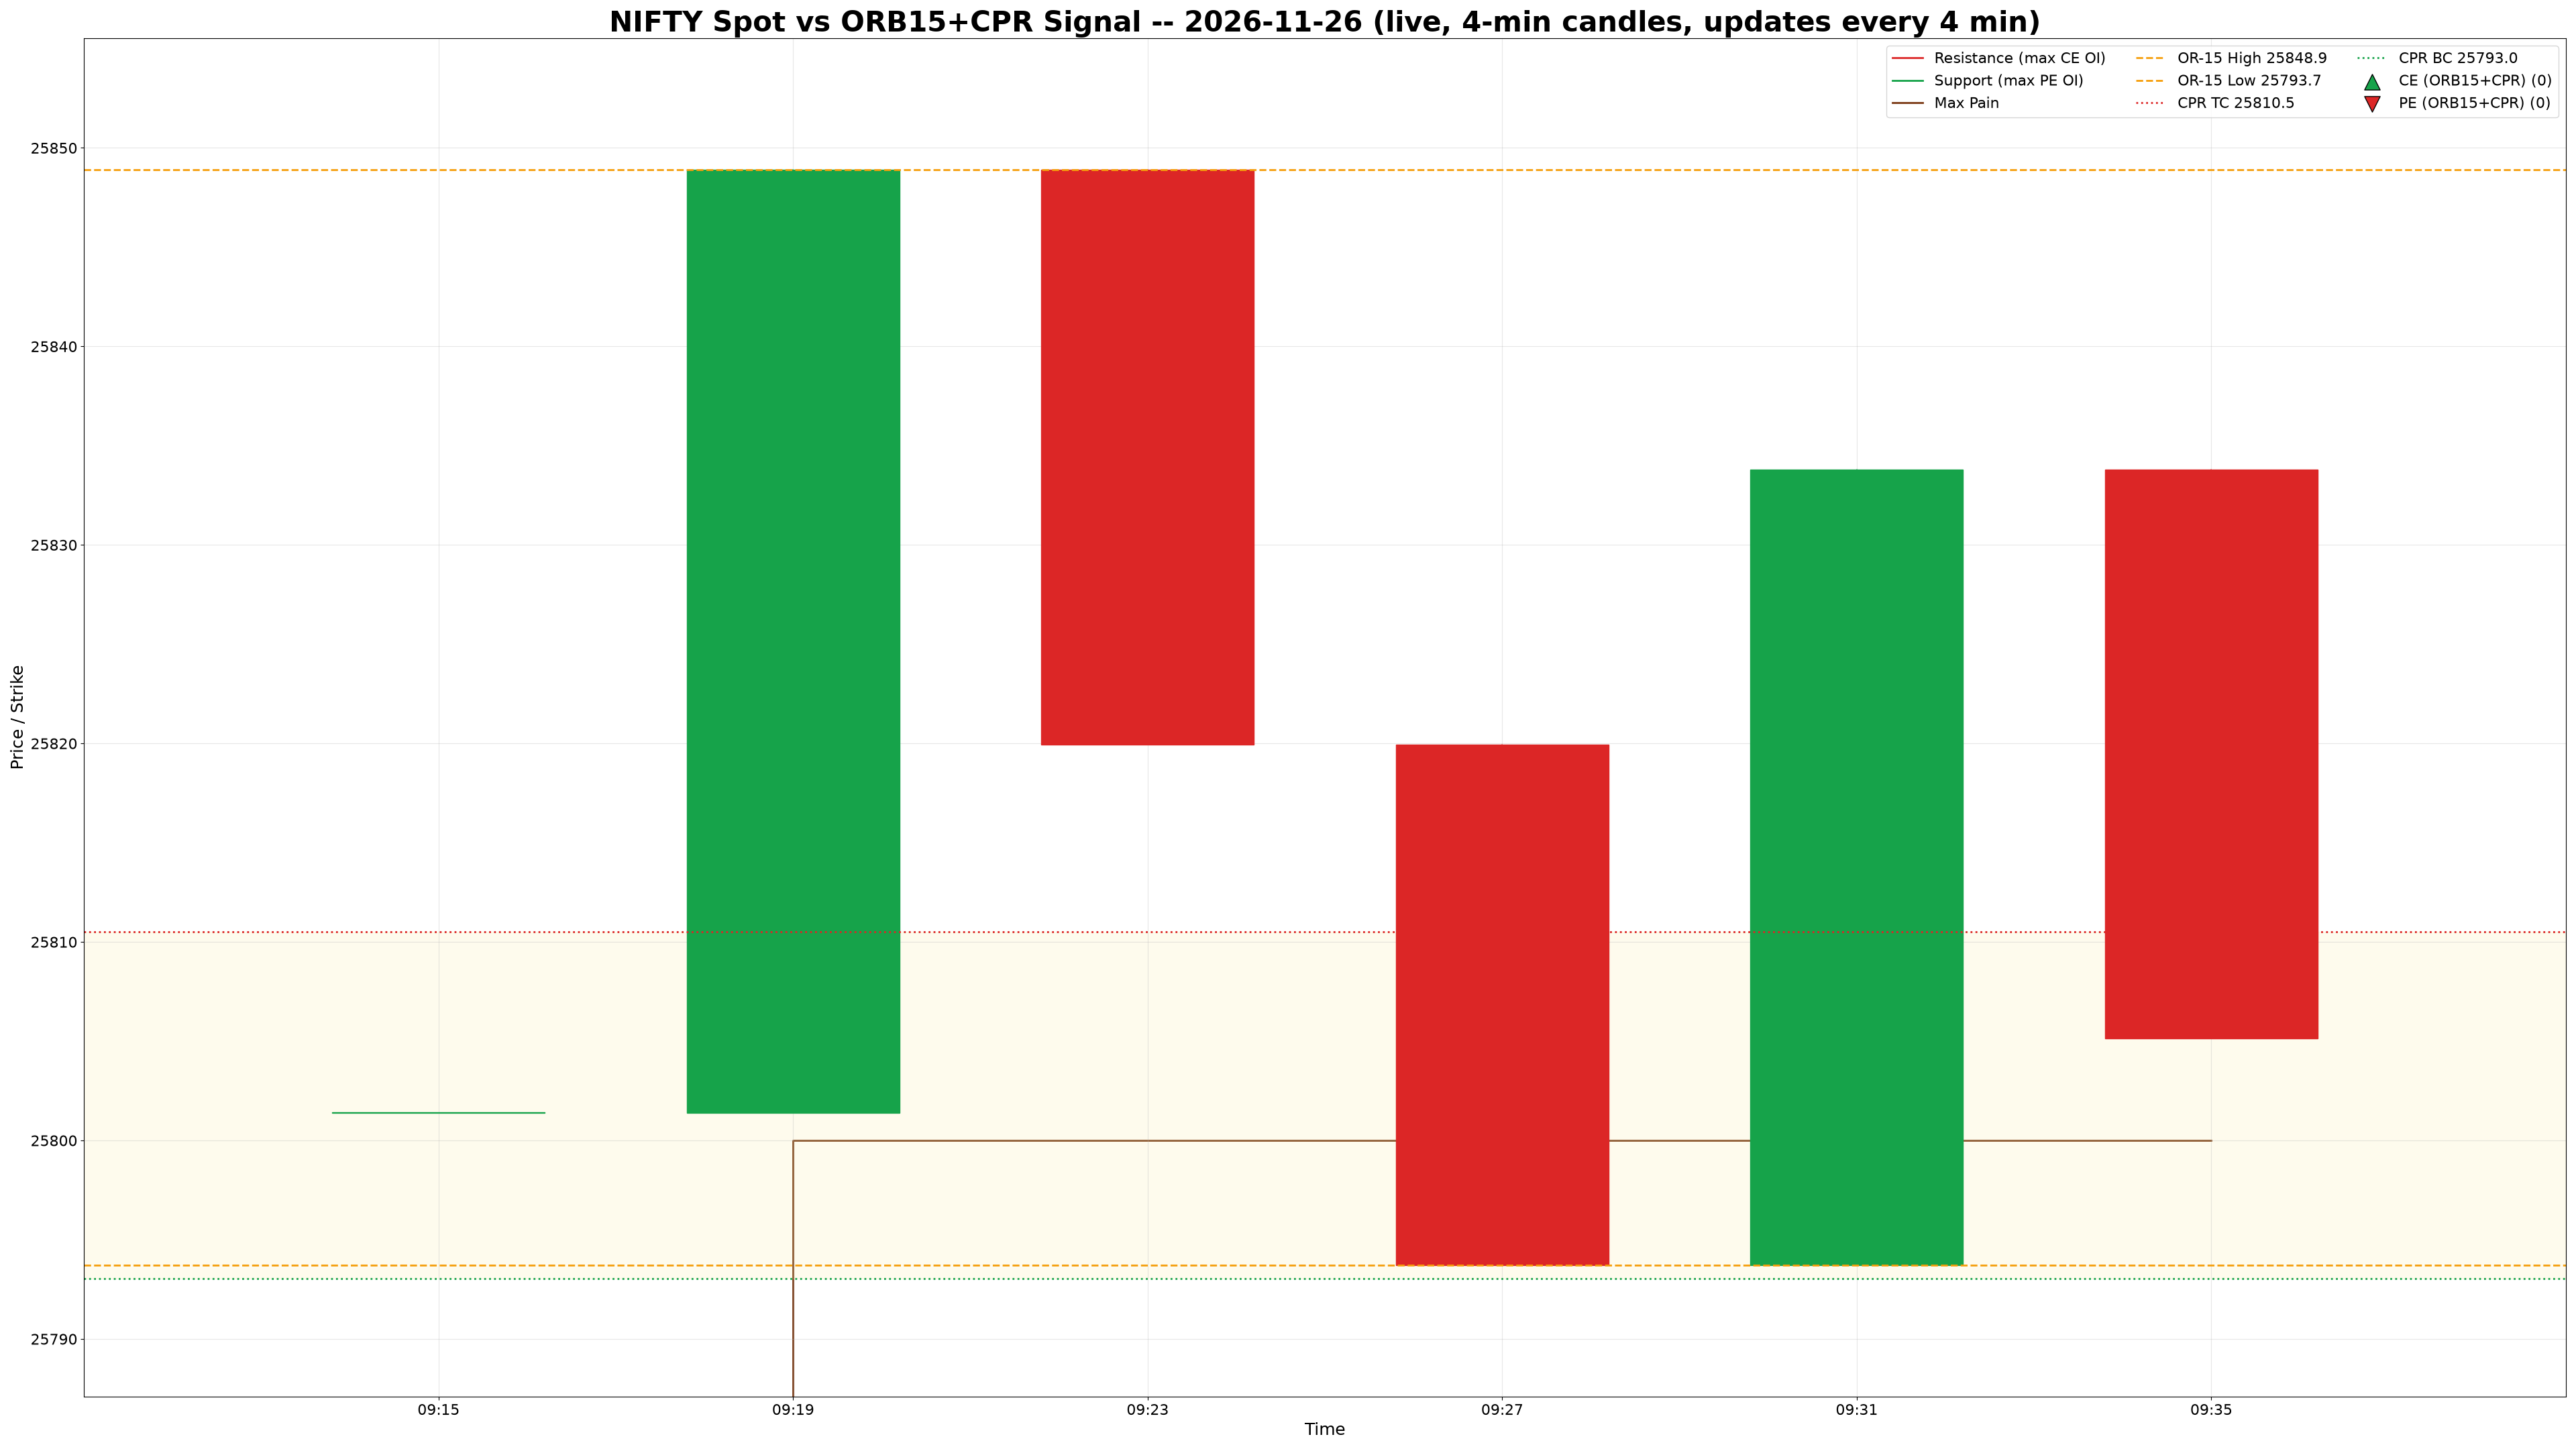 NIFTY Spot vs ORB15+CPR Signal -- 2026-11-26 (live, 4-min candles, updates every 4 min)
Resistance (max CE OI)
Support (max PE OI)
Max Pain
OR-15 High 25848.9
OR-15 Low 25793.7
CPR TC 25810.5
CPR BC 25793.0
CE (ORB15+CPR) (0)
PE (ORB15+CPR) (0)
Price / Strike
25850
25840
25830
25820
25810
25800
25790
09:15
09:19
09:23
09:27
09:31
09:35
Time